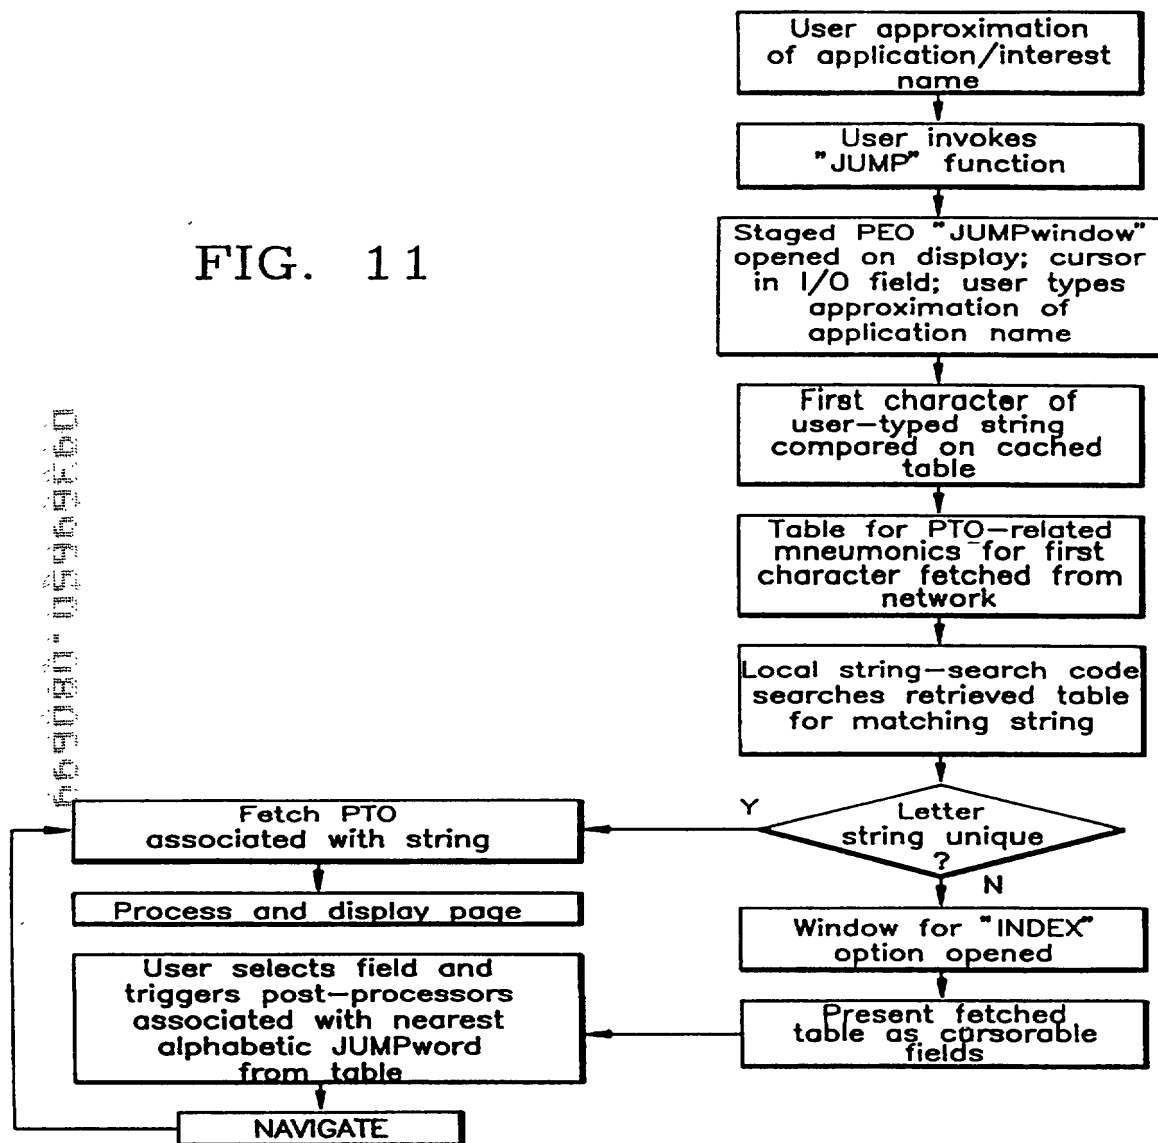 User approximation
of application/interest
name
User invokes
"JUMP" function
FIG. 11
Staged PEO "JUMPwindow"
opened on display; cursor
in I/O field; user types
approximation of
application name
First character of
user-typed string
compared on cached
table
Table for PTO-related
mneumonics for first
character fetched from
network
Local string-search code
searches retrieved table
for matching string
Letter
string unique
?
Y
N
Fetch PTO
associated with string
Process and display page
Window for "INDEX"
option opened
Present fetched
table as cursorable
fields
User selects field and
triggers post-processors
associated with nearest
alphabetic JUMPword
from table
NAVIGATE